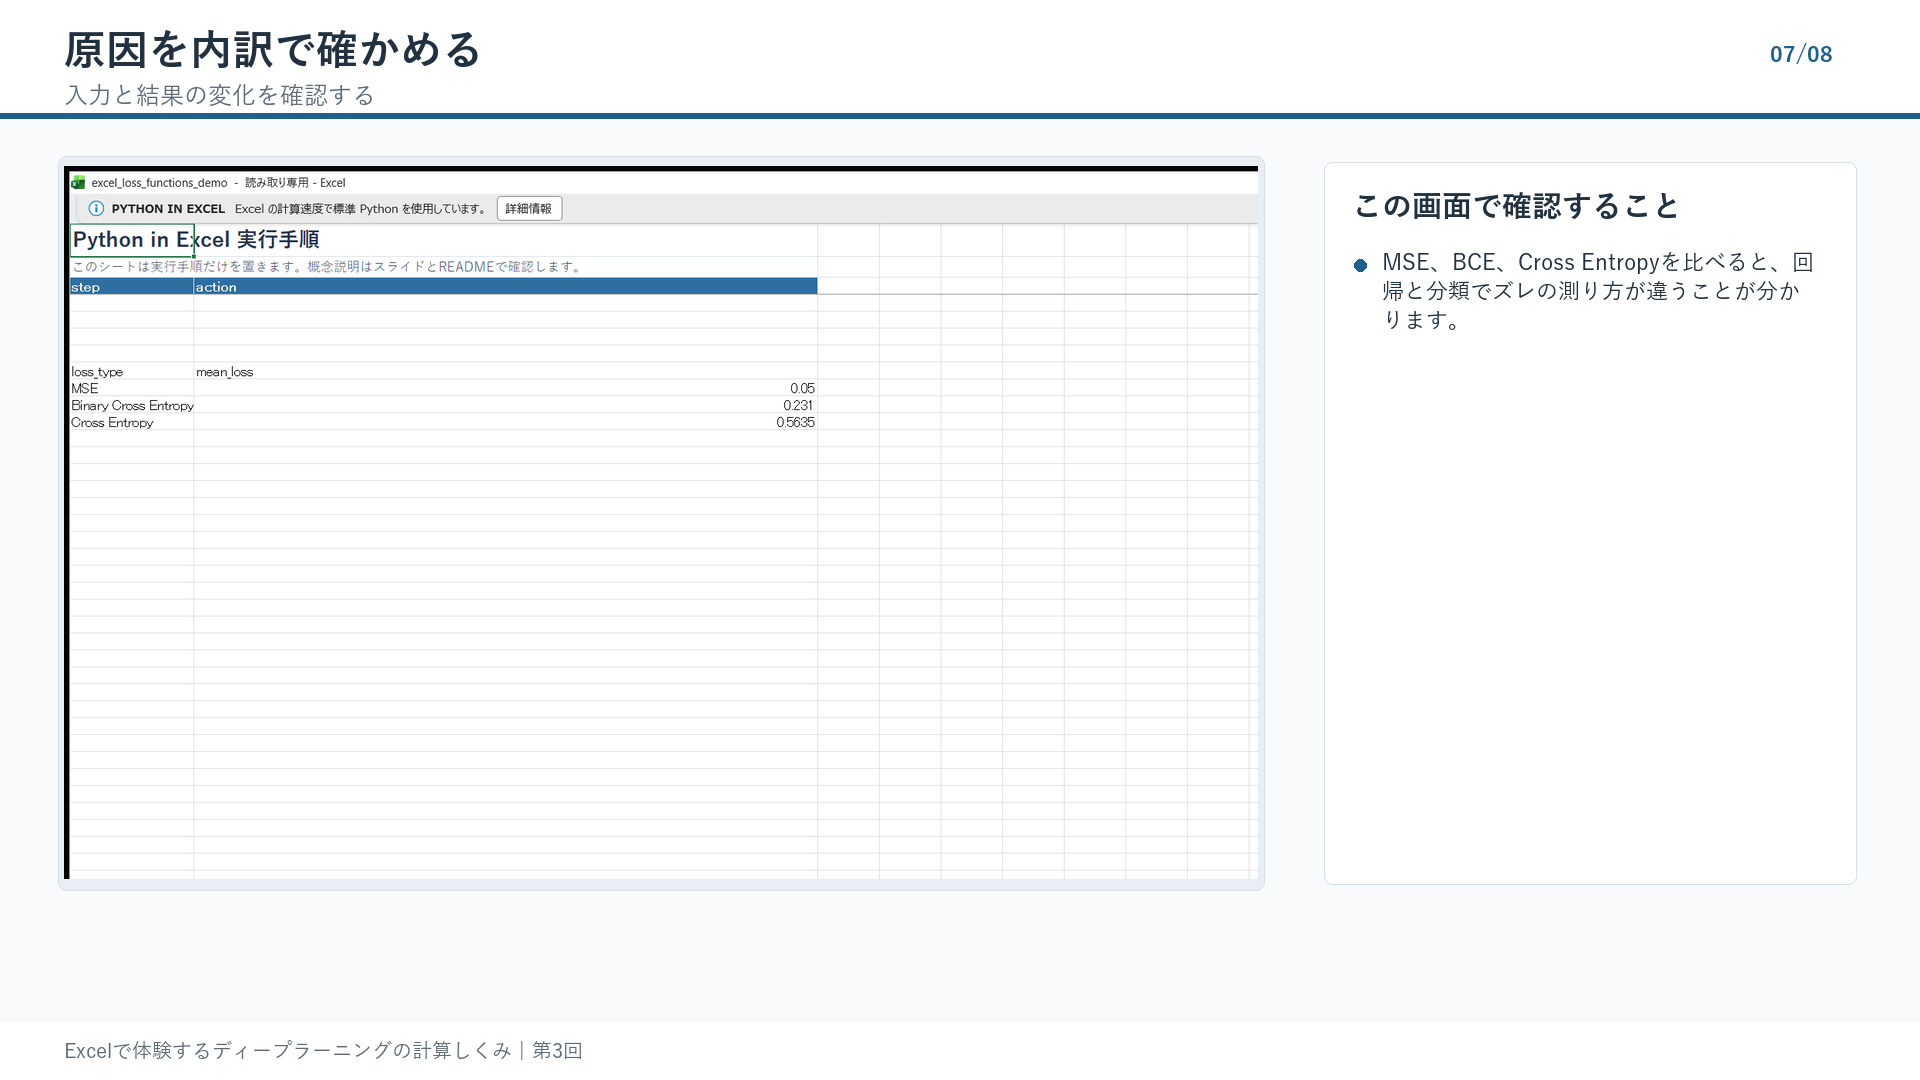 原因を内訳で確かめる
入力と結果の変化を確認する
07/08
excel_loss_functions_demo - 読み取り専用 - Excel
PYTHON IN EXCEL Excel の計算速度で標準 Python を使用しています。 詳細情報
Python in Excel 実行手順
このシートは実行手順だけを置きます。概念説明はスライドとREADMEで確認します。
step action
loss_type mean_loss
MSE 0.05
Binary Cross Entropy 0.231
Cross Entropy 0.5635
この画面で確認すること
MSE、BCE、Cross Entropyを比べると、回
帰と分類でズレの測り方が違うことが分か
ります。
Excelで体験するディープラーニングの計算しくみ｜第3回